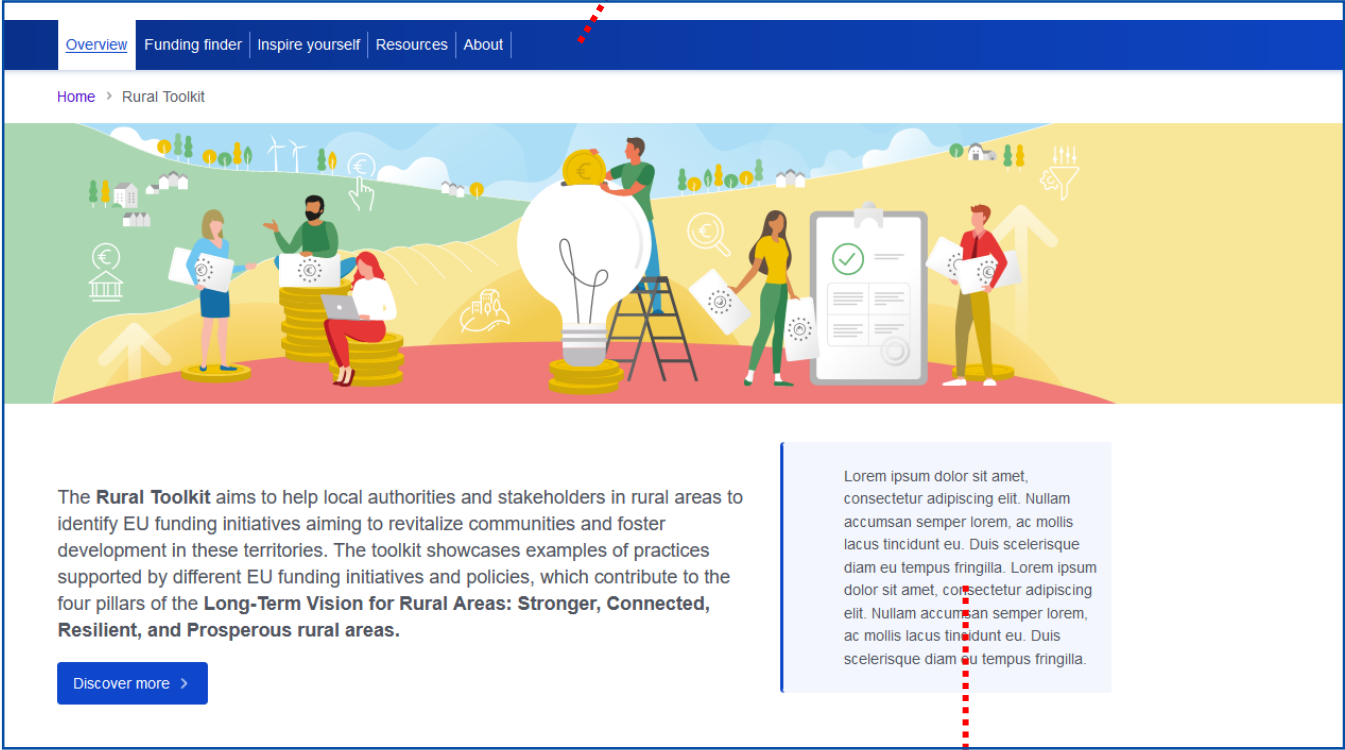 Overview Funding finder Inspire yourself Resources About
Home > Rural Toolkit
The Rural Toolkit aims to help local authorities and stakeholders in rural areas to
identify EU funding initiatives aiming to revitalize communities and foster
development in these territories. The toolkit showcases examples of practices
supported by different EU funding initiatives and policies, which contribute to the
four pillars of the Long-Term Vision for Rural Areas: Stronger, Connected,
Resilient, and Prosperous rural areas.
Discover more >
Lorem ipsum dolor sit amet,
consectetur adipiscing elit. Nullam
accumsan semper lorem, ac mollis
lacus tincidunt eu. Duis scelerisque
diam eu tempus fringilla. Lorem ipsum
dolor sit amet, consectetur adipiscing
elit. Nullam accumsan semper lorem,
ac mollis lacus tincidunt eu. Duis
scelerisque diam eu tempus fringilla.